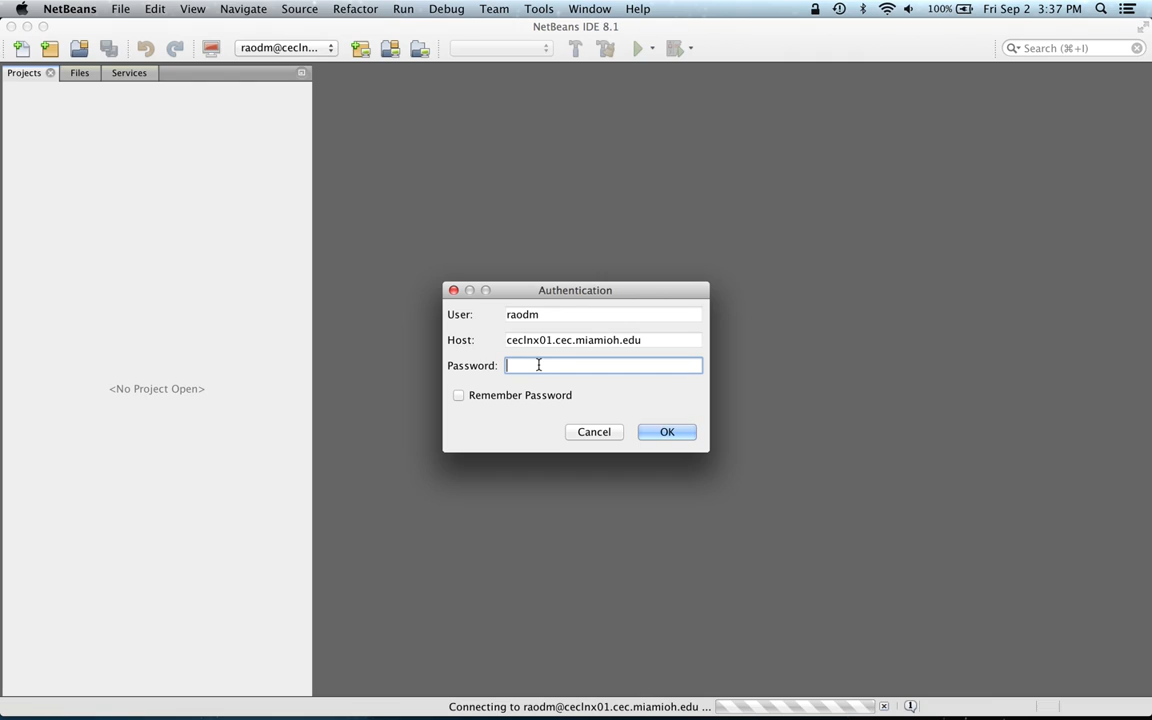 NetBeans File Edit View Navigate Source Refactor Run Debug Team Tools Window Help 100% Fri Sep 2 3:37 PM
NetBeans IDE 8.1
raodm@cecln... Search (⌘+I)
Projects Files Services
<No Project Open>
Authentication
User: raodm
Host: ceclnx01.cec.miamioh.edu
Password:
Remember Password
Cancel OK
Connecting to raodm@ceclnx01.cec.miamioh.edu ...